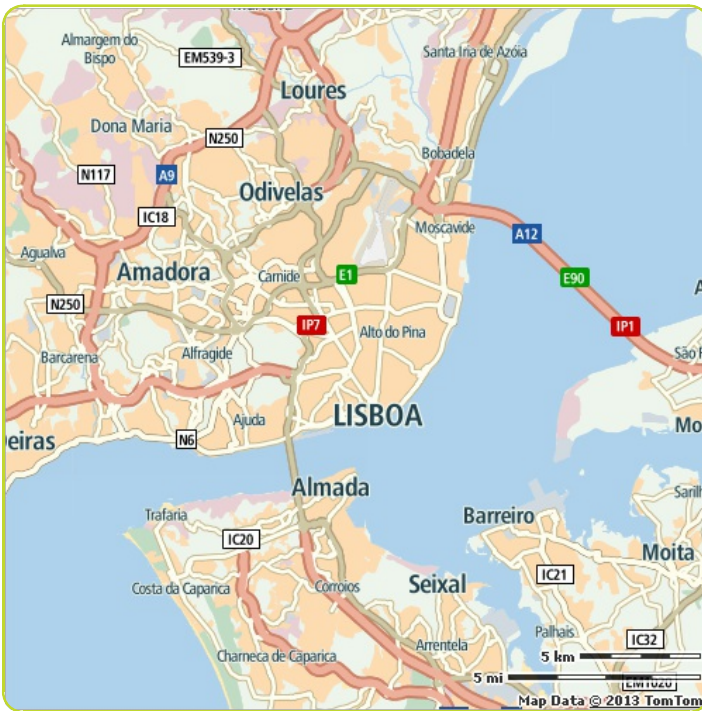 Santa Iria de Azóia
Almargem do
Bispo
EM539-3
Loures
Dona Maria
N250
Bobadela
N117
A9
Odivelas
IC18
Moscavide
A12
Agualva
Amadora
Carnide
E1
E90
N250
IP7
Alto do Pina
IP1
Barcarena
Alfragide
São
Ajuda
LISBOA
N6
eiras
Mo
Almada
Sarilh
Trafaria
Barreiro
IC20
Moita
IC21
Costa da Caparica
Corroios
Seixal
Palhais
IC32
Arrentela
Charneca de Caparica
5 km
5 mi
EM1020
Map Data © 2013 TomTom